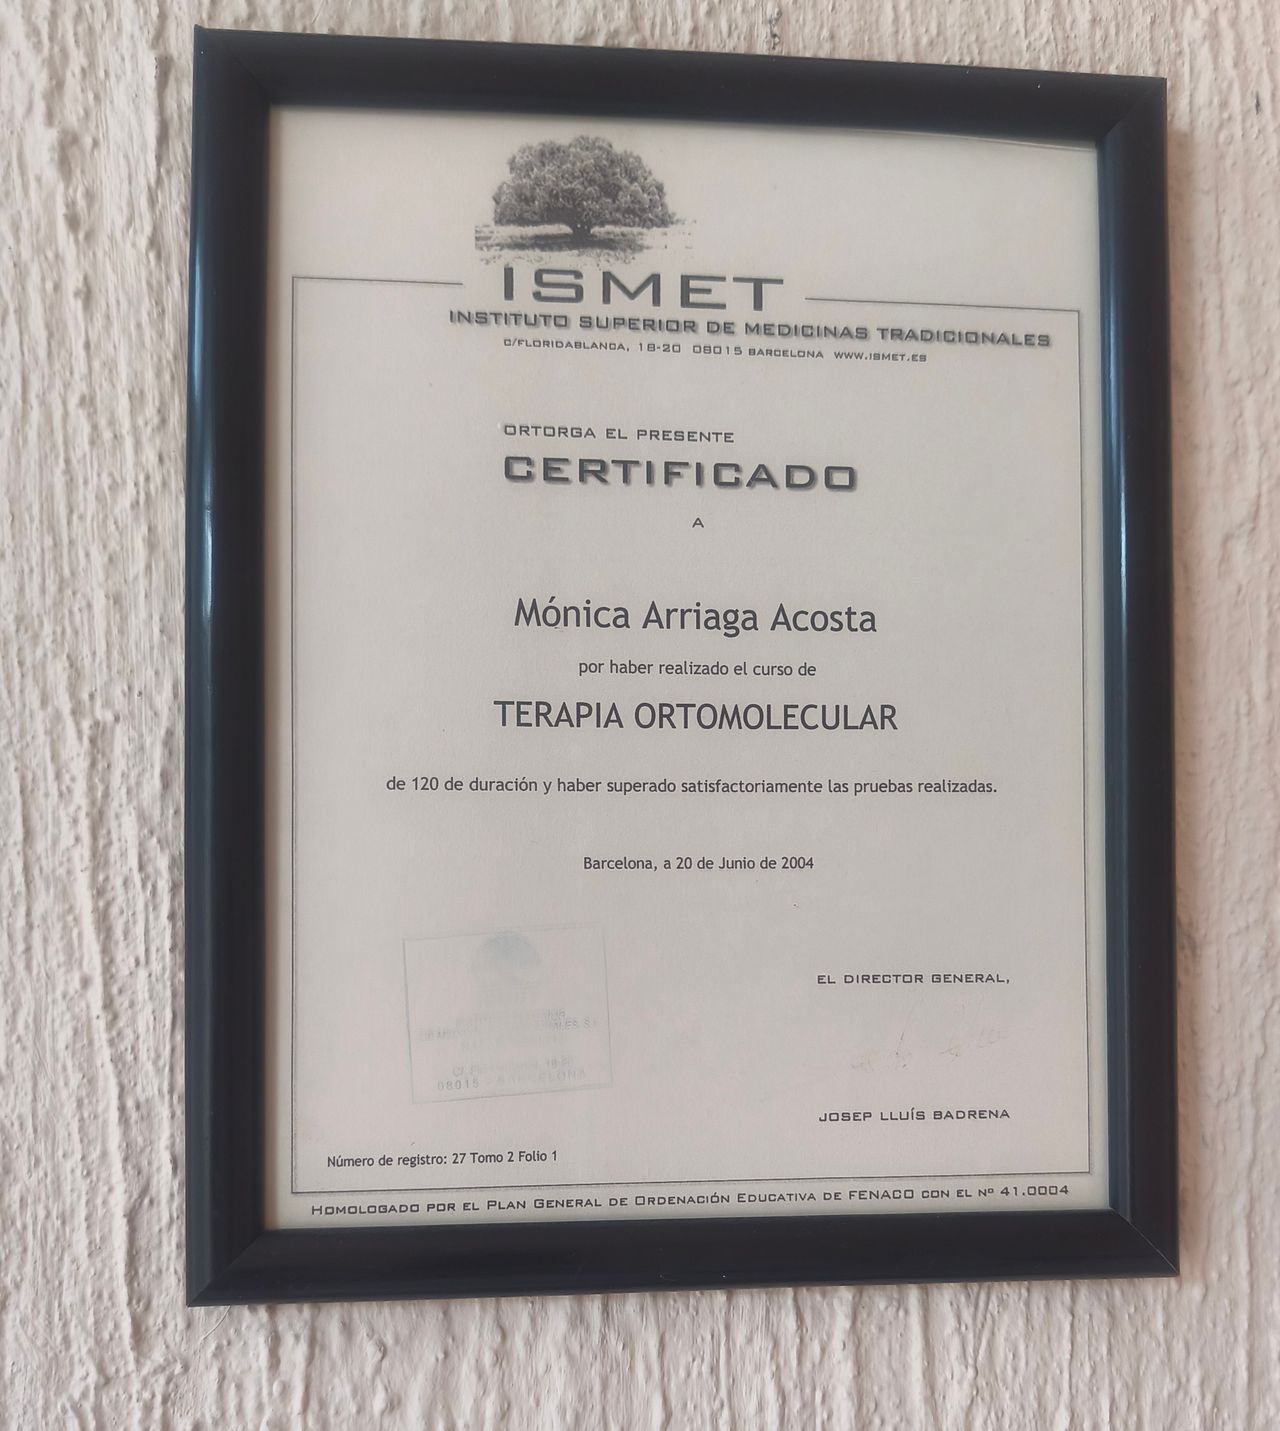 ISMET
INSTITUTO SUPERIOR DE MEDICINAS TRADICIONALES
C/FLORIDABLANCA, 18-20 08015 BARCELONA WWW.ISMET.ES
ORTORGA EL PRESENTE
CERTIFICADO
A
Mónica Arriaga Acosta
por haber realizado el curso de
TERAPIA ORTOMOLECULAR
de 120 de duración y haber superado satisfactoriamente las pruebas realizadas.
Barcelona, a 20 de Junio de 2004
EL DIRECTOR GENERAL,
08015 BARCELONA
JOSEP LLUÍS BADRENA
Número de registro: 27 Tomo 2 Folio 1
HOMOLOGADO POR EL PLAN GENERAL DE ORDENACIÓN EDUCATIVA DE FENACO CON EL Nº 41.0004